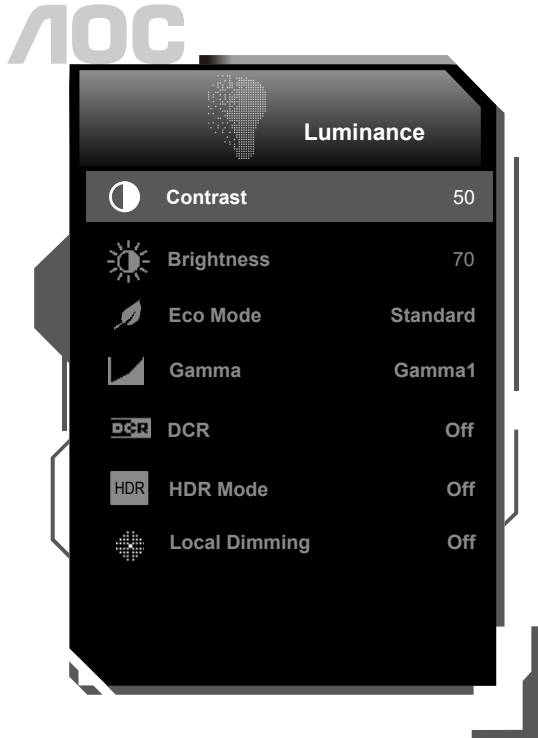 AOC
Luminance
Contrast 50
Brightness 70
Eco Mode Standard
Gamma Gamma1
DCR DCR Off
HDR HDR Mode Off
Local Dimming Off